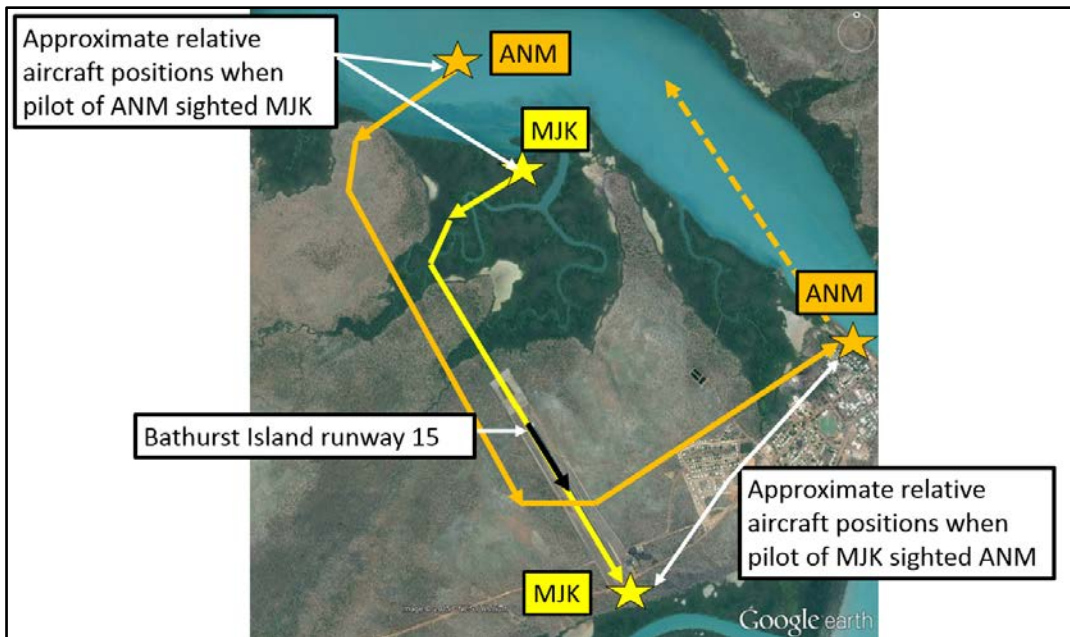 Approximate relative
aircraft positions when
pilot of ANM sighted MJK
ANM
MJK
ANM
Bathurst Island runway 15
Approximate relative
aircraft positions when
pilot of MJK sighted ANM
MJK
Google earth